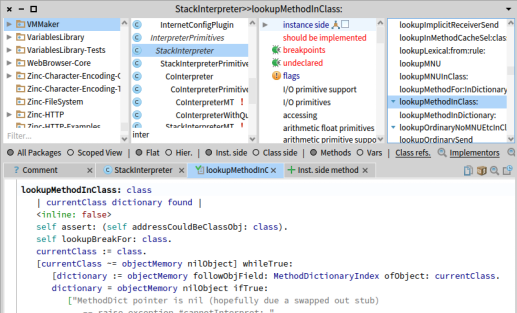 StackInterpreter>>lookupMethodInClass:
VMMaker
VariablesLibrary
VariablesLibrary-Tests
WebBrowser-Core
Zinc-Character-Encoding-C
Zinc-Character-Encoding-T
Zinc-FileSystem
Zinc-HTTP
Zinc-HTTP-Examples
Filter...
InternetConfigPlugin
InterpreterPrimitives
StackInterpreter
StackInterpreterPrimitive
CoInterpreter
CoInterpreterPrimitive
CoInterpreterMT !
CoInterpreterWithQu
StackInterpreterMT !
inter
instance side
should be implemented
breakpoints
undeclared
flags
I/O primitive support
I/O primitives
accessing
arithmetic float primitives
arithmetic primitive suppo
lookupImplicitReceiverSend
lookupInMethodCacheSel:class
lookupLexical:from:rule:
lookupMNU
lookupMNUInClass:
lookupMethodFor:InDictionary
lookupMethodInClass:
lookupMethodInDictionary:
lookupOrdinaryNoMNUEtcInCl
lookupOrdinarySend
All Packages Scoped View | Flat Hier. | Inst. side Class side | Methods Vars | Class refs. Implementors
? Comment × StackInterpreter × lookupMethodInC × + Inst. side method ×
lookupMethodInClass: class
| currentClass dictionary found |
<inline: false>
self assert: (self addressCouldBeClassObj: class).
self lookupBreakFor: class.
currentClass := class.
[currentClass ~= objectMemory nilObject] whileTrue:
[dictionary := objectMemory followObjField: MethodDictionaryIndex ofObject: currentClass.
dictionary = objectMemory nilObject ifTrue:
["MethodDict pointer is nil (hopefully due a swapped out stub)
-- raise exception #cannotInterpret:."